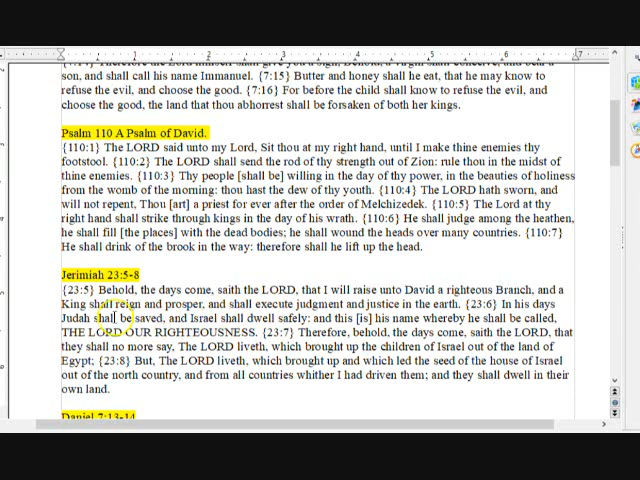 son, and shall call his name Immanuel. {7:15} Butter and honey shall he eat, that he may know to
refuse the evil, and choose the good. {7:16} For before the child shall know to refuse the evil, and
choose the good, the land that thou abhorrest shall be forsaken of both her kings.
Psalm 110 A Psalm of David.
{110:1} The LORD said unto my Lord, Sit thou at my right hand, until I make thine enemies thy
footstool. {110:2} The LORD shall send the rod of thy strength out of Zion: rule thou in the midst of
thine enemies. {110:3} Thy people [shall be] willing in the day of thy power, in the beauties of holiness
from the womb of the morning: thou hast the dew of thy youth. {110:4} The LORD hath sworn, and
will not repent, Thou [art] a priest for ever after the order of Melchizedek. {110:5} The Lord at thy
right hand shall strike through kings in the day of his wrath. {110:6} He shall judge among the heathen,
he shall fill [the places] with the dead bodies; he shall wound the heads over many countries. {110:7}
He shall drink of the brook in the way: therefore shall he lift up the head.
Jerimiah 23:5-8
{23:5} Behold, the days come, saith the LORD, that I will raise unto David a righteous Branch, and a
King shall reign and prosper, and shall execute judgment and justice in the earth. {23:6} In his days
Judah shall be saved, and Israel shall dwell safely: and this [is] his name whereby he shall be called,
THE LORD OUR RIGHTEOUSNESS. {23:7} Therefore, behold, the days come, saith the LORD, that
they shall no more say, The LORD liveth, which brought up the children of Israel out of the land of
Egypt; {23:8} But, The LORD liveth, which brought up and which led the seed of the house of Israel
out of the north country, and from all countries whither I had driven them; and they shall dwell in their
own land.
Daniel 7:13-14